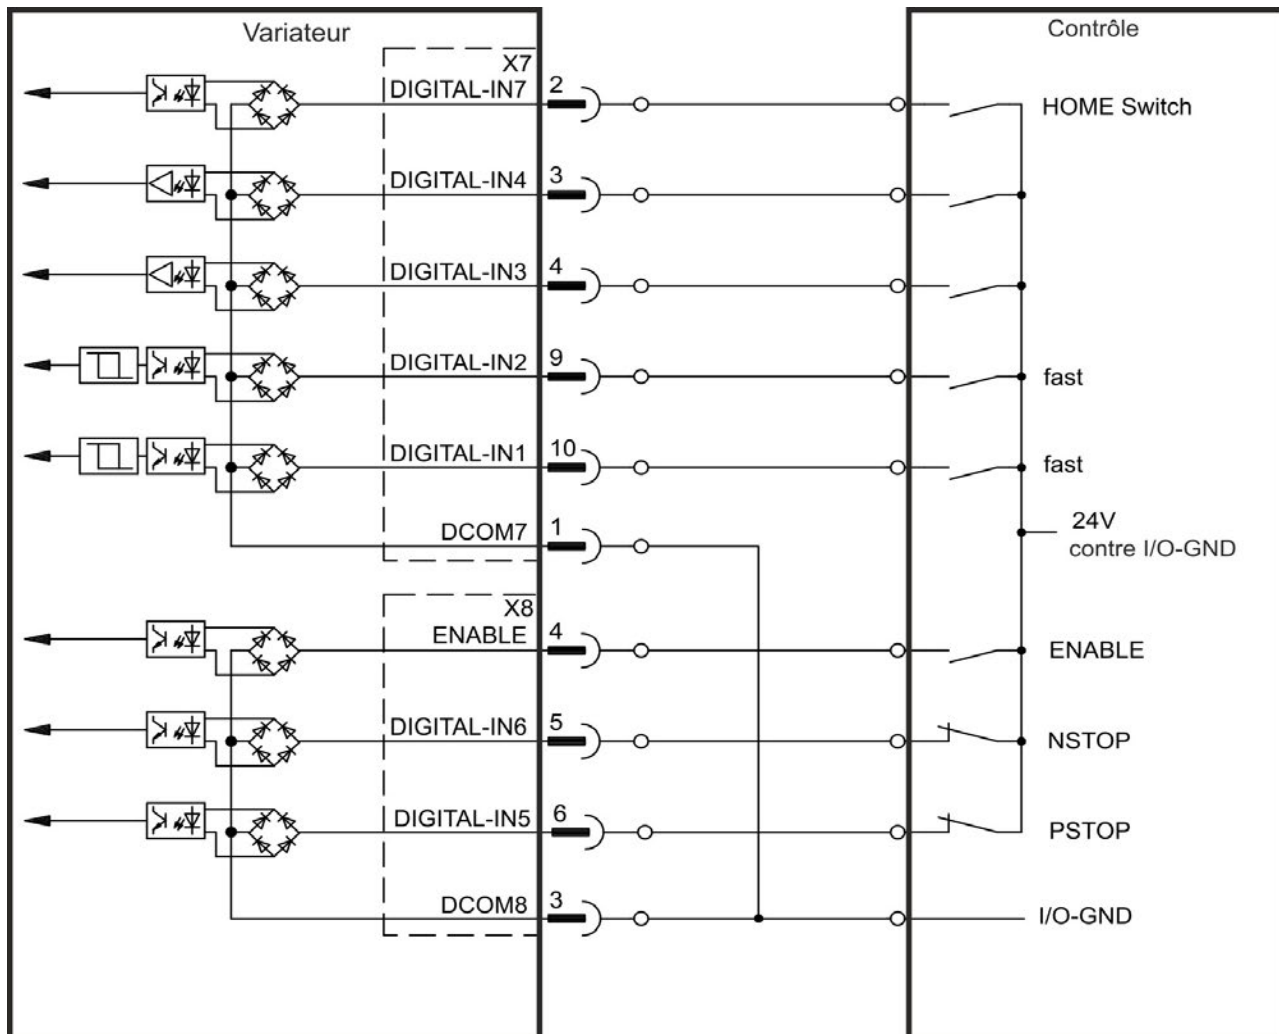 Variateur
Contrôle
X7
DIGITAL-IN7
2
HOME Switch
DIGITAL-IN4
3
DIGITAL-IN3
4
DIGITAL-IN2
9
fast
DIGITAL-IN1
10
fast
DCOM7
1
24V
contre I/O-GND
X8
ENABLE
4
ENABLE
DIGITAL-IN6
5
NSTOP
DIGITAL-IN5
6
PSTOP
DCOM8
3
I/O-GND